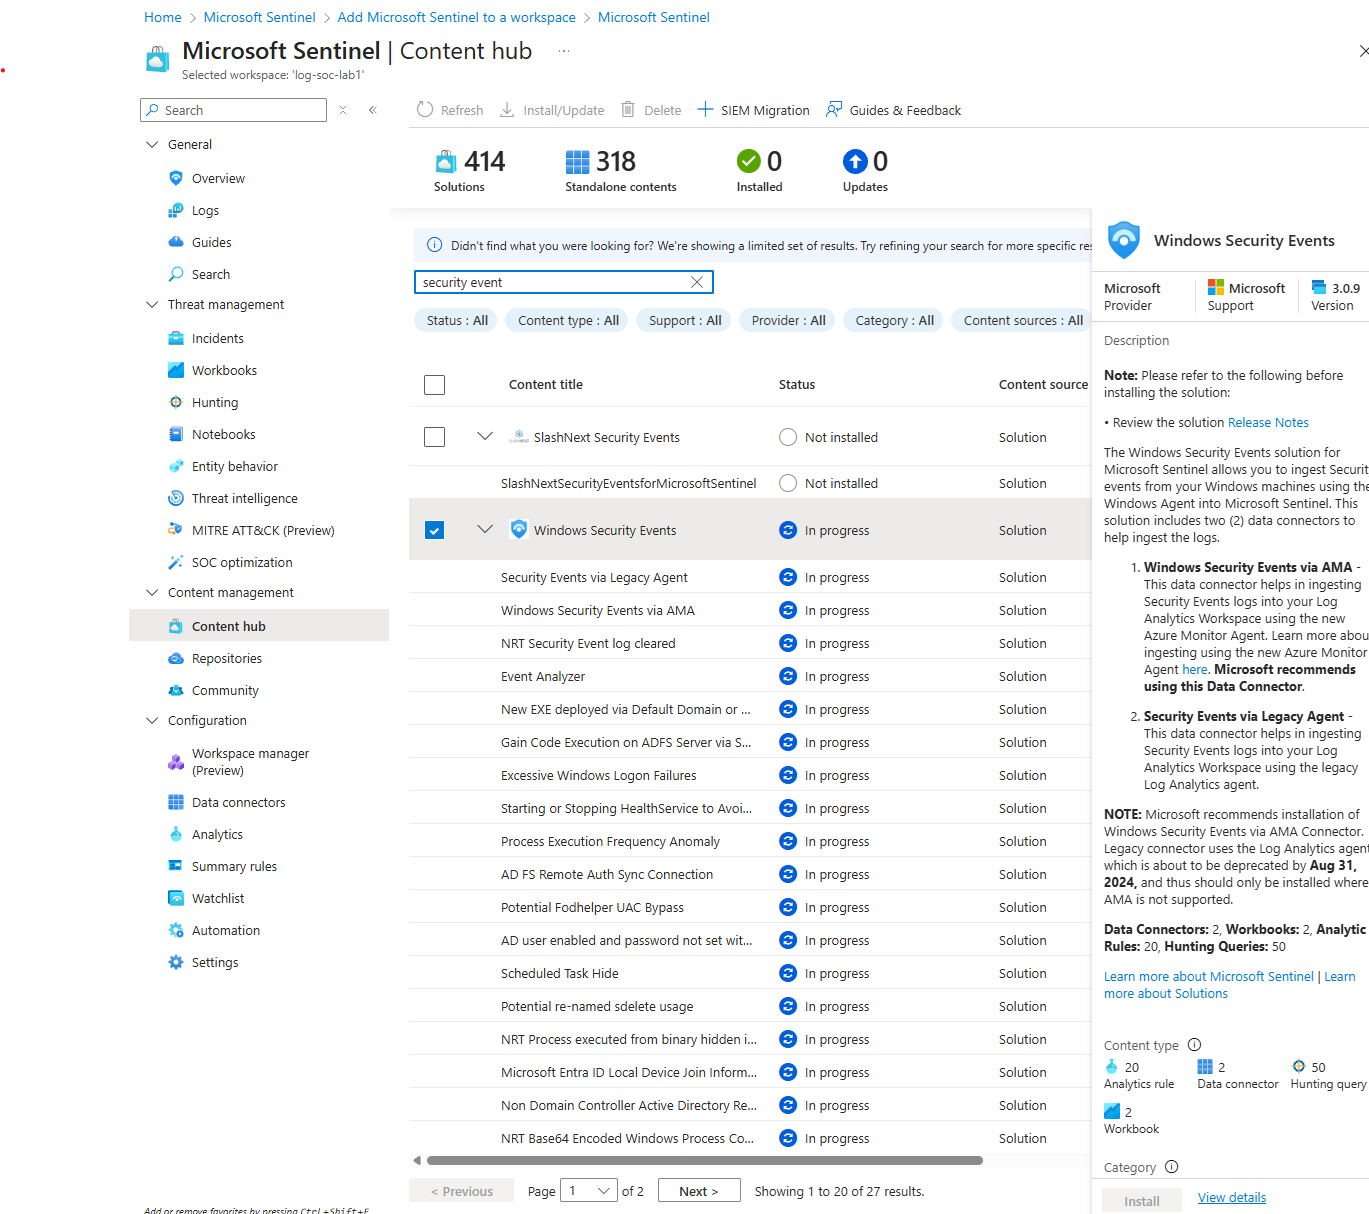 Home > Microsoft Sentinel > Add Microsoft Sentinel to a workspace > Microsoft Sentinel
Microsoft Sentinel | Content hub ...
Selected workspace: 'log-soc-lab1'
Search
General
Overview
Logs
Guides
Search
Threat management
Incidents
Workbooks
Hunting
Notebooks
Entity behavior
Threat intelligence
MITRE ATT&CK (Preview)
SOC optimization
Content management
Content hub
Repositories
Community
Configuration
Workspace manager
(Preview)
Data connectors
Analytics
Summary rules
Watchlist
Automation
Settings
Add or remove favorites by pressing Ctrl+Shift+F
Refresh Install/Update Delete SIEM Migration Guides & Feedback
414 318 0 0
Solutions Standalone contents Installed Updates
Didn't find what you were looking for? We're showing a limited set of results. Try refining your search for more specific res
security event
Status : All Content type : All Support : All Provider : All Category : All Content sources : All
Content title Status Content source
SlashNext Security Events Not installed Solution
SlashNextSecurityEventsforMicrosoftSentinel Not installed Solution
Windows Security Events In progress Solution
Security Events via Legacy Agent In progress Solution
Windows Security Events via AMA In progress Solution
NRT Security Event log cleared In progress Solution
Event Analyzer In progress Solution
New EXE deployed via Default Domain or ... In progress Solution
Gain Code Execution on ADFS Server via S... In progress Solution
Excessive Windows Logon Failures In progress Solution
Starting or Stopping HealthService to Avoi... In progress Solution
Process Execution Frequency Anomaly In progress Solution
AD FS Remote Auth Sync Connection In progress Solution
Potential Fodhelper UAC Bypass In progress Solution
AD user enabled and password not set wit... In progress Solution
Scheduled Task Hide In progress Solution
Potential re-named sdelete usage In progress Solution
NRT Process executed from binary hidden i... In progress Solution
Microsoft Entra ID Local Device Join Inform... In progress Solution
Non Domain Controller Active Directory Re... In progress Solution
NRT Base64 Encoded Windows Process Co... In progress Solution
< Previous Page 1 of 2 Next > Showing 1 to 20 of 27 results.
Windows Security Events
Microsoft Microsoft 3.0.9
Provider Support Version
Description
Note: Please refer to the following before
installing the solution:
• Review the solution Release Notes
The Windows Security Events solution for
Microsoft Sentinel allows you to ingest Securit
events from your Windows machines using the
Windows Agent into Microsoft Sentinel. This
solution includes two (2) data connectors to
help ingest the logs.
1. Windows Security Events via AMA -
This data connector helps in ingesting
Security Events logs into your Log
Analytics Workspace using the new
Azure Monitor Agent. Learn more abou
ingesting using the new Azure Monitor
Agent here. Microsoft recommends
using this Data Connector.
2. Security Events via Legacy Agent -
This data connector helps in ingesting
Security Events logs into your Log
Analytics Workspace using the legacy
Log Analytics agent.
NOTE: Microsoft recommends installation of
Windows Security Events via AMA Connector.
Legacy connector uses the Log Analytics agent
which is about to be deprecated by Aug 31,
2024, and thus should only be installed where
AMA is not supported.
Data Connectors: 2, Workbooks: 2, Analytic
Rules: 20, Hunting Queries: 50
Learn more about Microsoft Sentinel | Learn
more about Solutions
Content type
20 2 50
Analytics rule Data connector Hunting query
2
Workbook
Category
Install View details